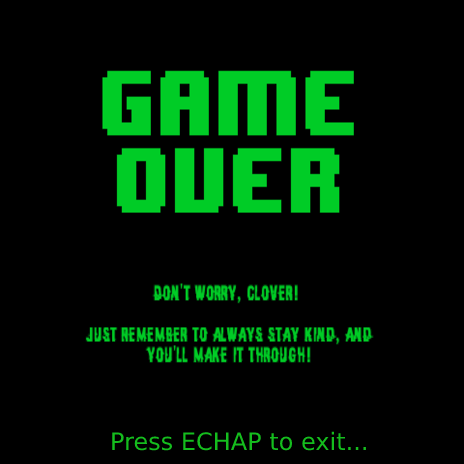 GAME
OVER
DON'T WORRY, CLOVER!
JUST REMEMBER TO ALWAYS STAY KIND, AND
YOU'LL MAKE IT THROUGH!
Press ECHAP to exit...